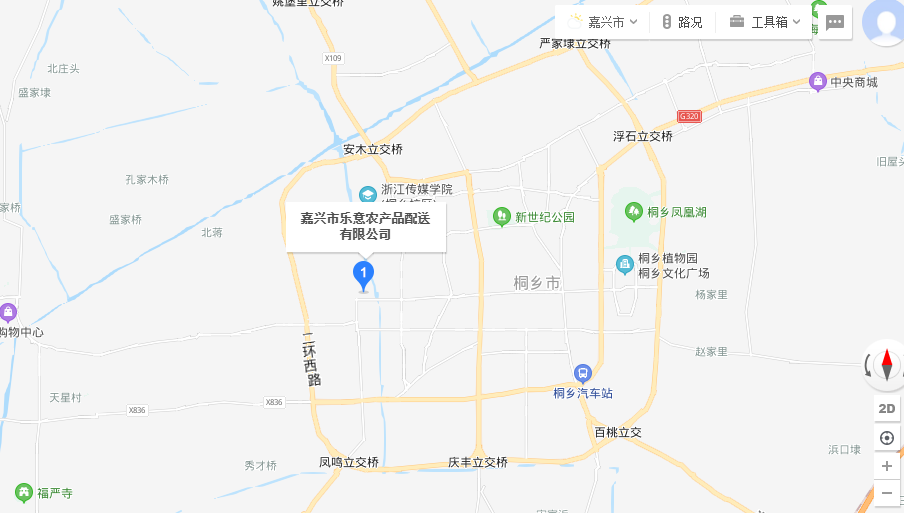 姚堡里立交桥
嘉兴市
路况
工具箱
严家埭立交桥
X109
北庄头
盛家埭
中央商城
G320
浮石立交桥
安木立交桥
旧屋头
孔家木桥
浙江传媒学院
家桥
盛家桥
北蒋
嘉兴市乐意农产品配送
有限公司
新世纪公园
桐乡凤凰湖
桐乡植物园
桐乡文化广场
桐乡市
杨家里
1
购物中心
二环西路
赵家里
天星村
X836
X836
桐乡汽车站
2D
百桃立交
浜口埭
秀才桥
凤鸣立交桥
庆丰立交桥
福严寺